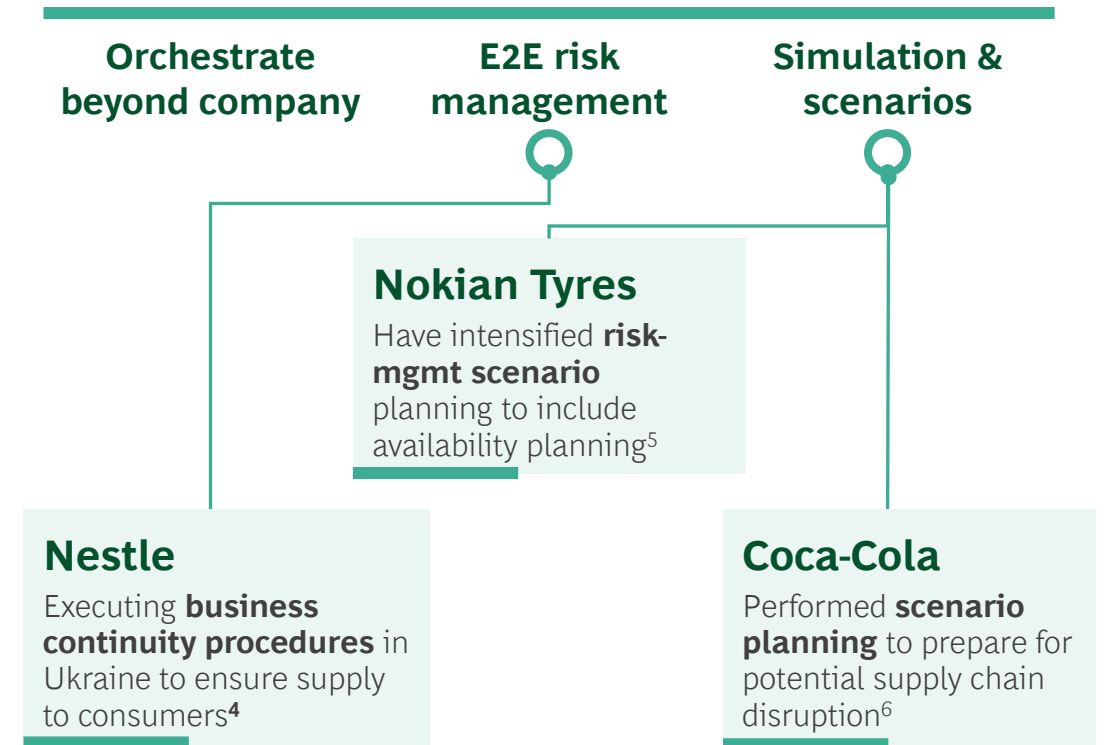 Orchestrate
beyond company
E2E risk
management
Simulation &
scenarios
Nokian Tyres
Have intensified risk-
mgmt scenario
planning to include
availability planning⁵
Nestle
Executing business
continuity procedures in
Ukraine to ensure supply
to consumers⁴
Coca-Cola
Performed scenario
planning to prepare for
potential supply chain
disruption⁶